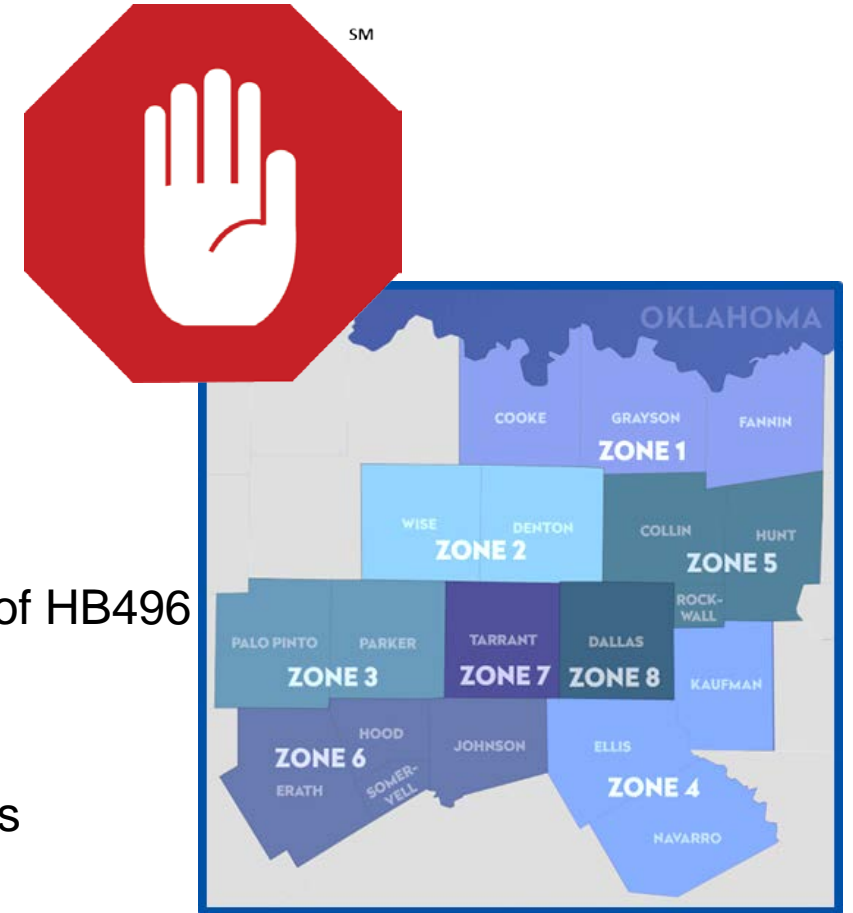 SM
OKLAHOMA
COOKE
GRAYSON
FANNIN
ZONE 1
WISE
DENTON
ZONE 2
COLLIN
HUNT
ZONE 5
ROCK-
WALL
of HB496
PALO PINTO
PARKER
ZONE 3
TARRANT
ZONE 7
DALLAS
ZONE 8
KAUFMAN
HOOD
ZONE 6
ERATH
SOMER-
VELL
JOHNSON
ELLIS
ZONE 4
NAVARRO
s